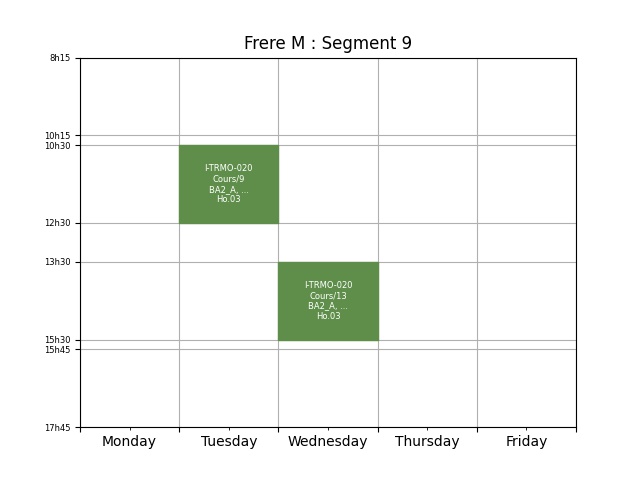 Frere M : Segment 9
8h15
10h15
10h30
I-TRMO-020
Cours/9
BA2_A, ...
Ho.03
12h30
13h30
I-TRMO-020
Cours/13
BA2_A, ...
Ho.03
15h30
15h45
17h45
Monday Tuesday Wednesday Thursday Friday